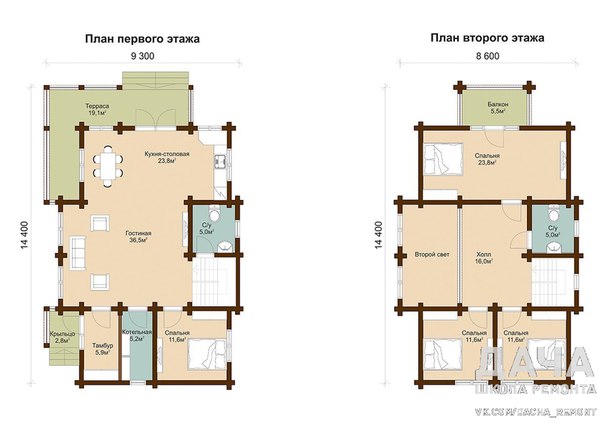 План первого этажа
9 300
14 400
Терраса
19,1м²
Кухня-столовая
23,8м²
Гостиная
36,5м²
С/у
5,0м²
Крыльцо
2,8м²
Тамбур
5,9м²
Котельная
5,2м²
Спальня
11,6м²
План второго этажа
8 600
14 400
Балкон
5,5м²
Спальня
23,8м²
С/у
5,0м²
Второй свет
Холл
16,0м²
Спальня
11,6м²
Спальня
11,6м²
ДАЧА
ШКОЛА РЕМОНТА
VK.COM/DACHA_REMONT